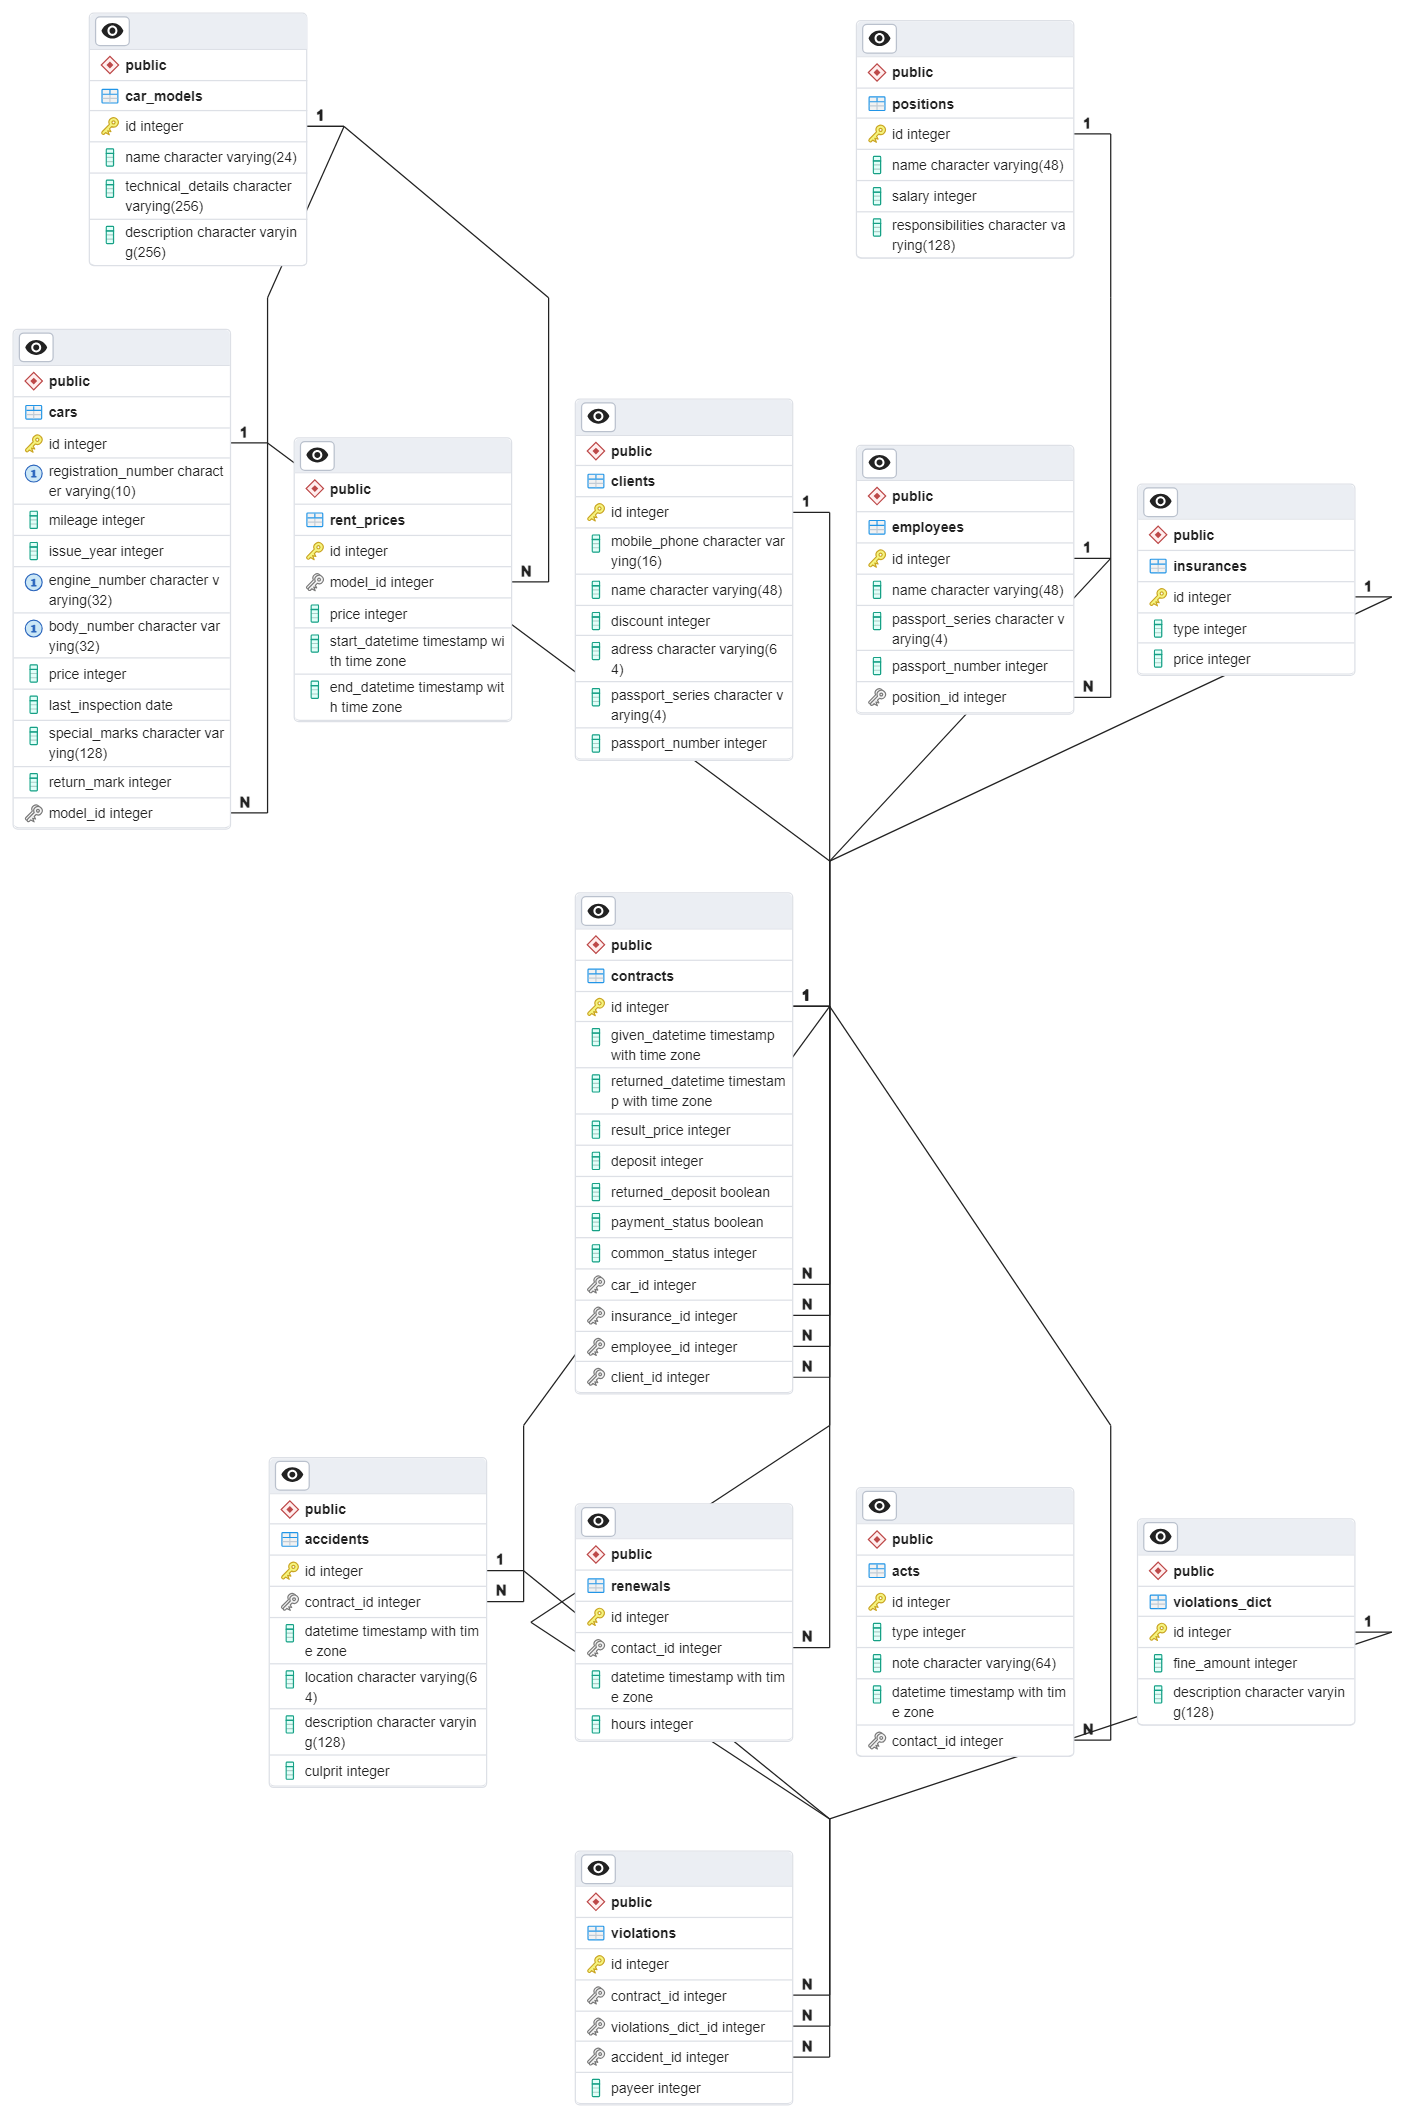 public
car_models
id integer
name character varying(24)
technical_details character
varying(256)
description character varyin
g(256)
1
public
positions
id integer
name character varying(48)
salary integer
responsibilities character va
rying(128)
1
public
cars
id integer
registration_number charact
er varying(10)
mileage integer
issue_year integer
engine_number character v
arying(32)
body_number character var
ying(32)
price integer
last_inspection date
special_marks character var
ying(128)
return_mark integer
model_id integer
1
N
public
rent_prices
id integer
model_id integer
price integer
start_datetime timestamp wi
th time zone
end_datetime timestamp wit
h time zone
N
public
clients
id integer
mobile_phone character var
ying(16)
name character varying(48)
discount integer
adress character varying(6
4)
passport_series character v
arying(4)
passport_number integer
1
public
employees
id integer
name character varying(48)
passport_series character v
arying(4)
passport_number integer
position_id integer
1
N
public
insurances
id integer
type integer
price integer
1
public
contracts
id integer
given_datetime timestamp
with time zone
returned_datetime timestam
p with time zone
result_price integer
deposit integer
returned_deposit boolean
payment_status boolean
common_status integer
car_id integer
insurance_id integer
employee_id integer
client_id integer
1
N
N
N
N
public
accidents
id integer
contract_id integer
datetime timestamp with tim
e zone
location character varying(6
4)
description character varyin
g(128)
culprit integer
1
N
public
renewals
id integer
contact_id integer
datetime timestamp with tim
e zone
hours integer
N
public
acts
id integer
type integer
note character varying(64)
datetime timestamp with tim
e zone
contact_id integer
N
public
violations_dict
id integer
fine_amount integer
description character varyin
g(128)
1
public
violations
id integer
contract_id integer
violations_dict_id integer
accident_id integer
payeer integer
N
N
N